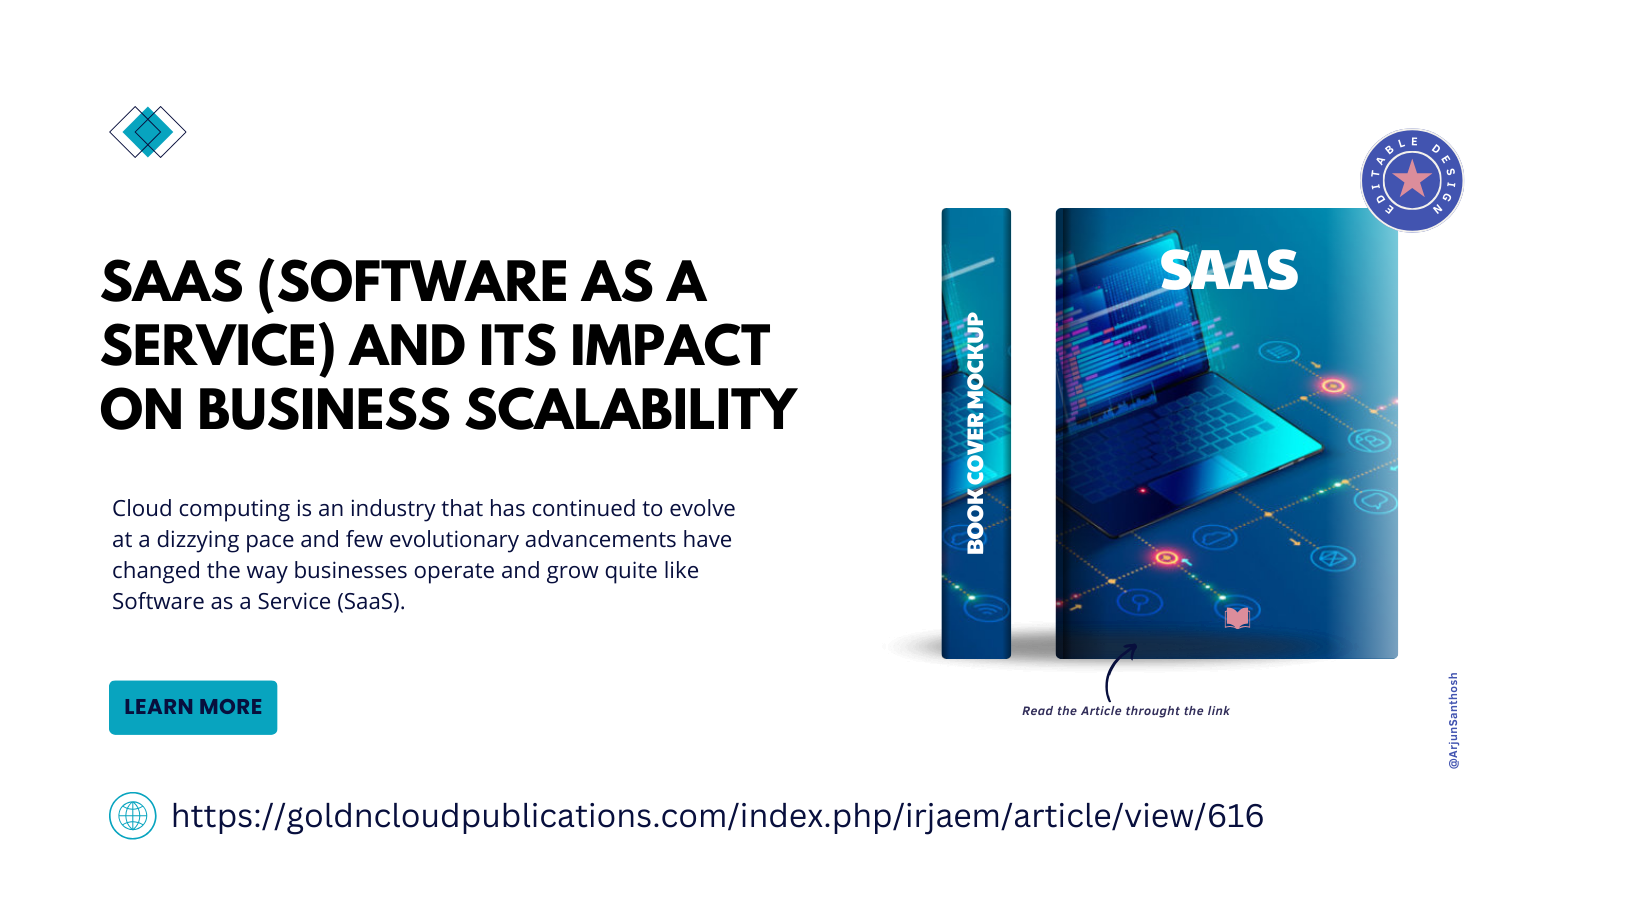 SAAS (SOFTWARE AS A
SERVICE) AND ITS IMPACT
ON BUSINESS SCALABILITY
Cloud computing is an industry that has continued to evolve
at a dizzying pace and few evolutionary advancements have
changed the way businesses operate and grow quite like
Software as a Service (SaaS).
LEARN MORE
https://goldncloudpublications.com/index.php/irjaem/article/view/616
BOOK COVER MOCKUP
SAAS
EDITABLE DESIGN
Read the Article throught the link
@ArjunSanthosh